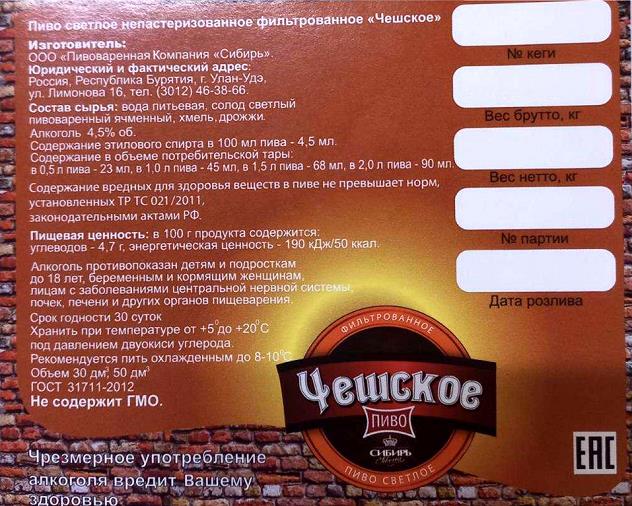 Пиво светлое непастеризованное фильтрованное «Чешское»
Изготовитель:
ООО «Пивоваренная Компания «Сибирь».
Юридический и фактический адрес:
Россия, Республика Бурятия, г. Улан-Удэ,
ул. Лимонова 16, тел. (3012) 46-38-66.
Состав сырья: вода питьевая, солод светлый
пивоваренный ячменный, хмель, дрожжи.
Алкоголь 4,5% об.
Содержание этилового спирта в 100 мл пива - 4,5 мл.
Содержание в объеме потребительской тары:
в 0,5 л пива - 23 мл, в 1,0 л пива - 45 мл, в 1,5 л пива - 68 мл, в 2,0 л пива - 90 мл.
Содержание вредных для здоровья веществ в пиве не превышает норм,
установленных ТР ТС 021/2011,
законодательными актами РФ.
Пищевая ценность: в 100 г продукта содержится:
углеводов - 4,7 г, энергетическая ценность - 190 кДж/50 ккал.
Алкоголь противопоказан детям и подросткам
до 18 лет, беременным и кормящим женщинам,
лицам с заболеваниями центральной нервной системы,
почек, печени и других органов пищеварения.
Срок годности 30 суток
Хранить при температуре от +5⁰до +20⁰С
под давлением двуокиси углерода.
Рекомендуется пить охлажденным до 8-10⁰С
Объем 30 дм³, 50 дм³
ГОСТ 31711-2012
Не содержит ГМО.
Чрезмерное употребление
алкоголя вредит Вашему
здоровью
№ кеги
Вес брутто, кг
Вес нетто, кг
№ партии
Дата розлива
ФИЛЬТРОВАННОЕ
Чешское
ПИВО
СИБИРЬ
ПИВО СВЕТЛОЕ
ЕАС